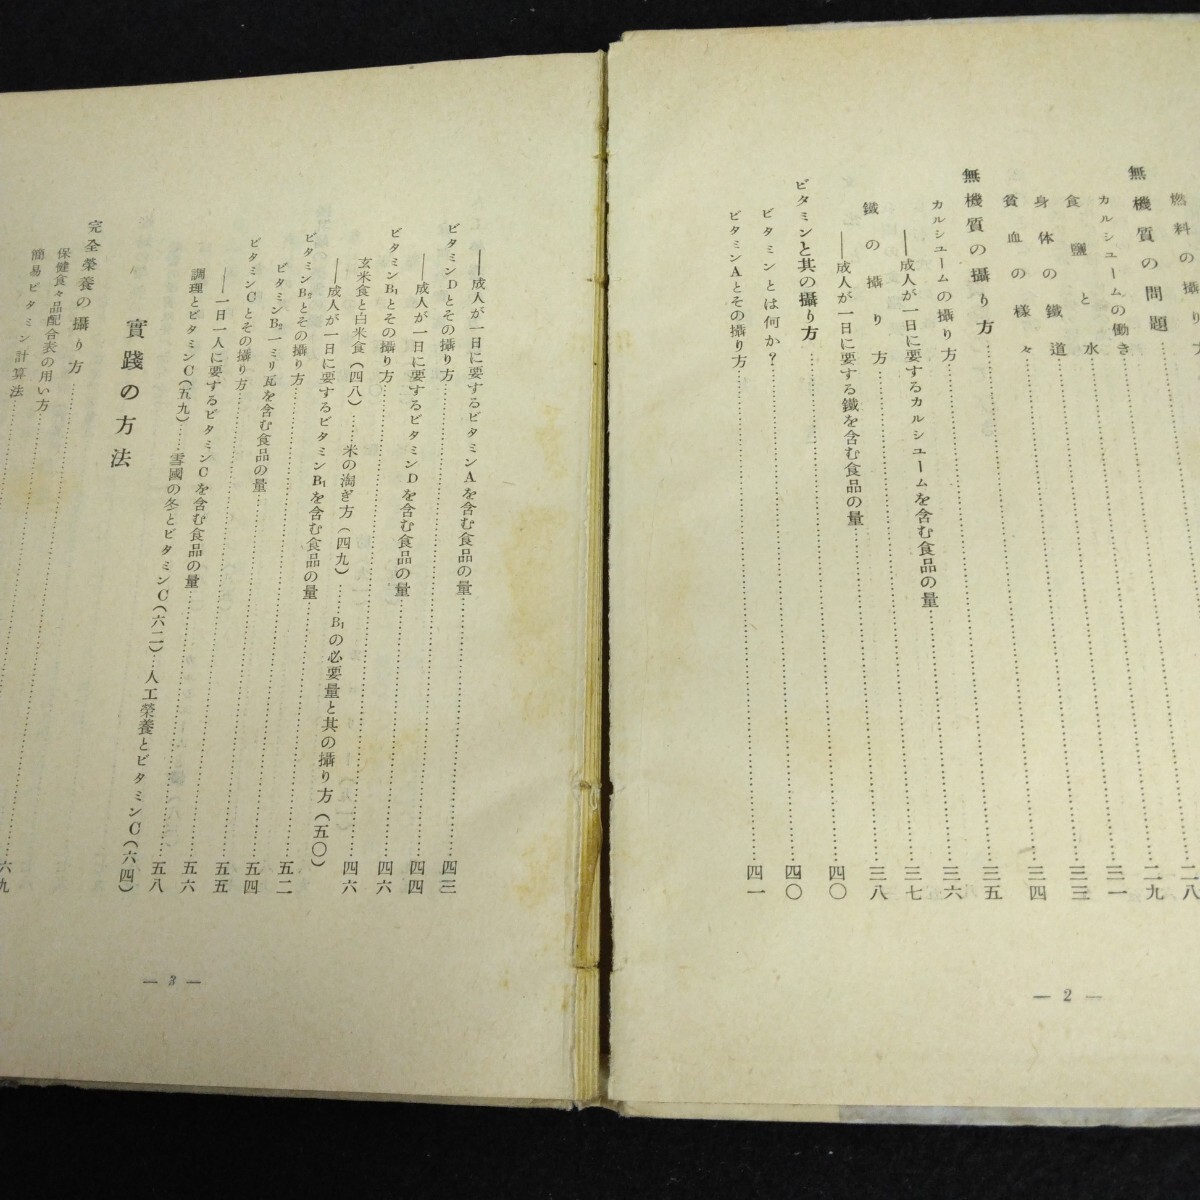 燃料の攝り方……二八
無機質の問題……二九
カルシュームの働き……三一
食鹽と水……三三
身体の鐵道……三四
貧血の樣々……三五
無機質の攝り方……三五
カルシュームの攝り方……三六
――成人が一日に要するカルシュームを含む食品の量……三七
鐵の攝り方……三八
――成人が一日に要する鐵を含む食品の量……四〇
ビタミンと其の攝り方……四〇
ビタミンとは何か?
ビタミンAとその攝り方……四一
― 2 ―
――成人が一日に要するビタミンAを含む食品の量……四三
ビタミンDとその攝り方……四四
――成人が一日に要するビタミンDを含む食品の量……四六
ビタミンB₁とその攝り方……四六
玄米食と白米食(四八)……米の淘ぎ方(四九)……B₁の必要量と其の攝り方(五〇)
――成人が一日に要するビタミンB₁を含む食品の量……五二
ビタミンB₂とその攝り方……五四
ビタミンB₂一ミリ瓦を含む食品の量……五五
ビタミンCとその攝り方……五六
――一日一人に要するビタミンCを含む食品の量……五八
調理とビタミンC(五九)……雪國の冬とビタミンC(六二)…人工榮養とビタミンC(六四)
實踐の方法
完全榮養の攝り方……六九
保健食々品配合表の用い方
簡易ビタミン計算法
― 3 ―